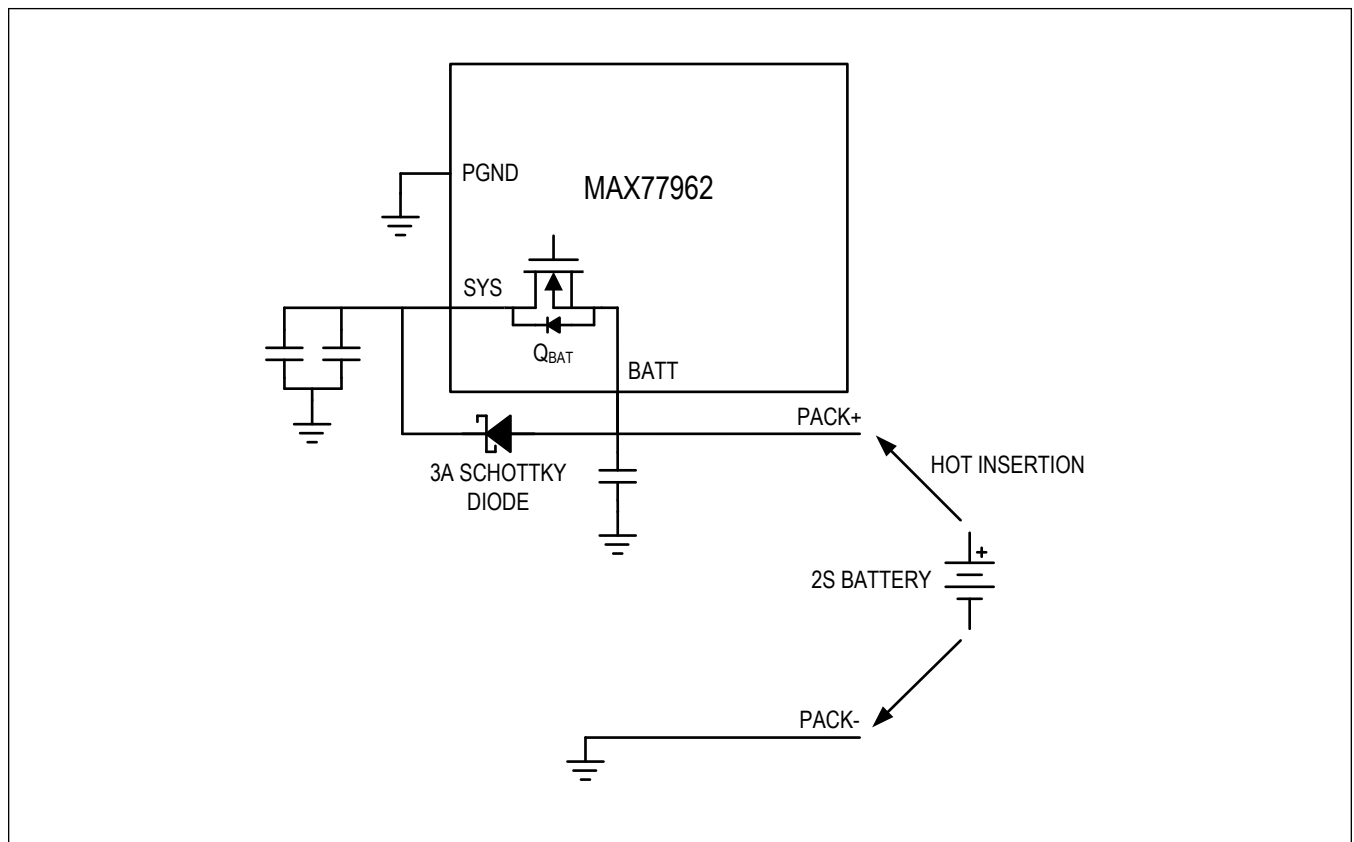 PGND
MAX77962
SYS
QBAT
BATT
PACK+
HOT INSERTION
3A SCHOTTKY
DIODE
+
2S BATTERY
PACK-